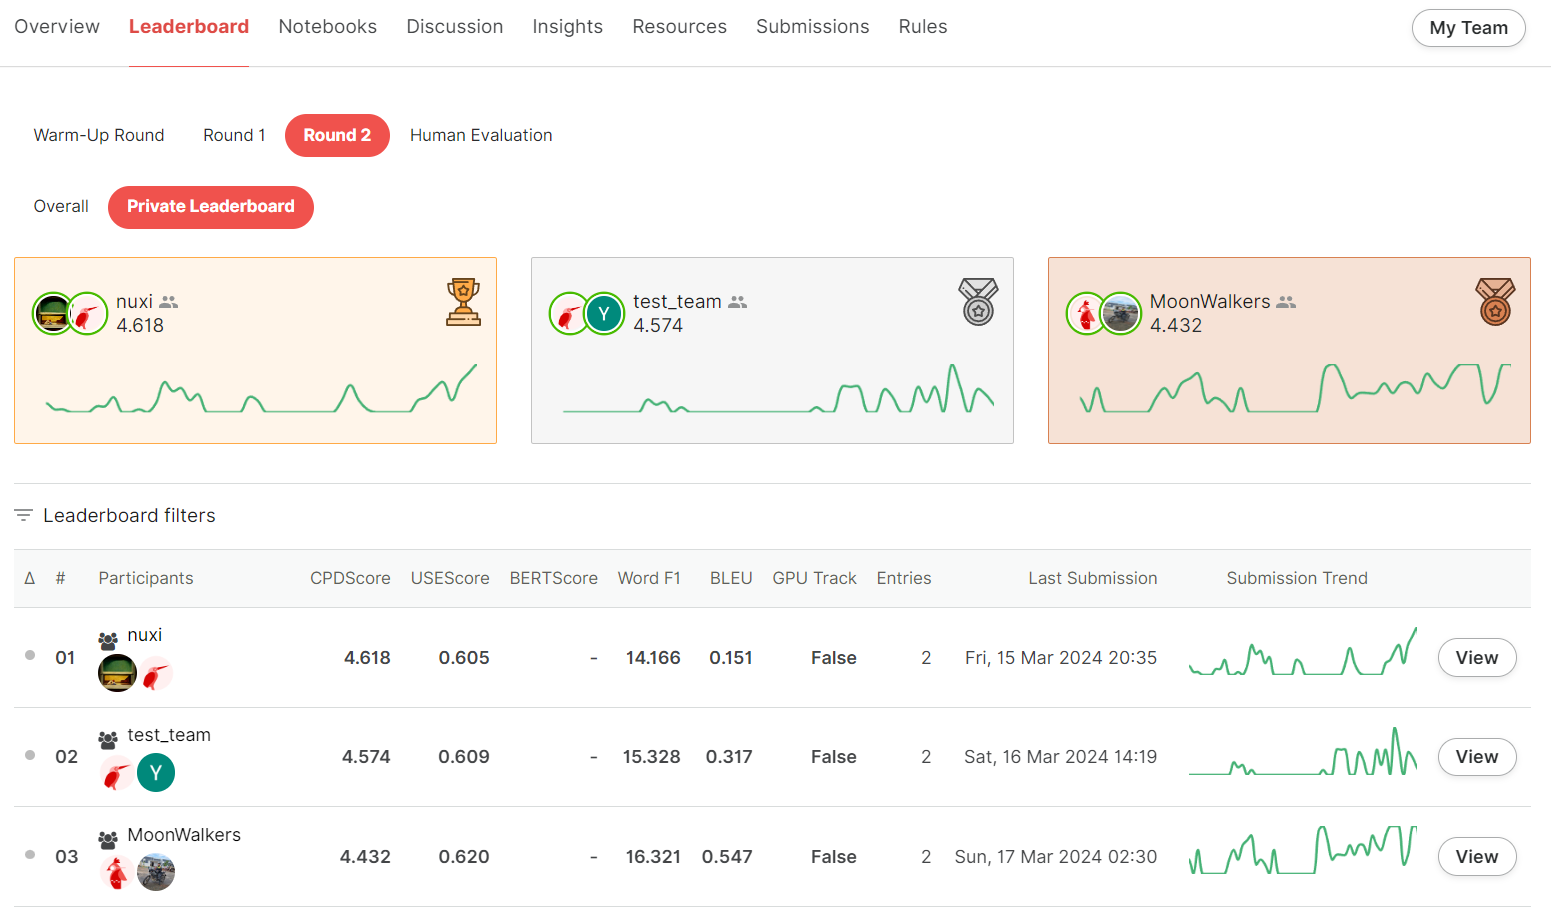 Overview Leaderboard Notebooks Discussion Insights Resources Submissions Rules My Team
Warm-Up Round Round 1 Round 2 Human Evaluation
Overall Private Leaderboard
nuxi
4.618
test_team
4.574
Y
MoonWalkers
4.432
Leaderboard filters
Δ # Participants CPDScore USEScore BERTScore Word F1 BLEU GPU Track Entries Last Submission Submission Trend
01 nuxi 4.618 0.605 - 14.166 0.151 False 2 Fri, 15 Mar 2024 20:35 View
02 test_team Y 4.574 0.609 - 15.328 0.317 False 2 Sat, 16 Mar 2024 14:19 View
03 MoonWalkers 4.432 0.620 - 16.321 0.547 False 2 Sun, 17 Mar 2024 02:30 View